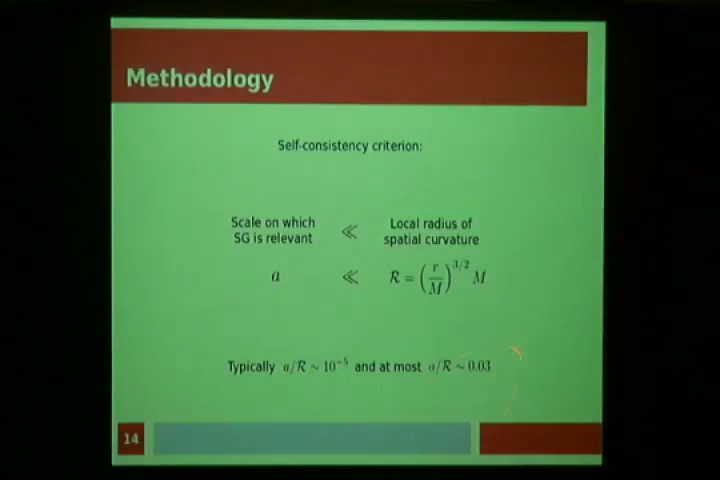 Methodology
Self-consistency criterion:
Scale on which SG is relevant ≪ Local radius of spatial curvature
a ≪ R = (r/M)^{3/2} M
Typically a/R ~ 10^{-5} and at most a/R ~ 0.03
14